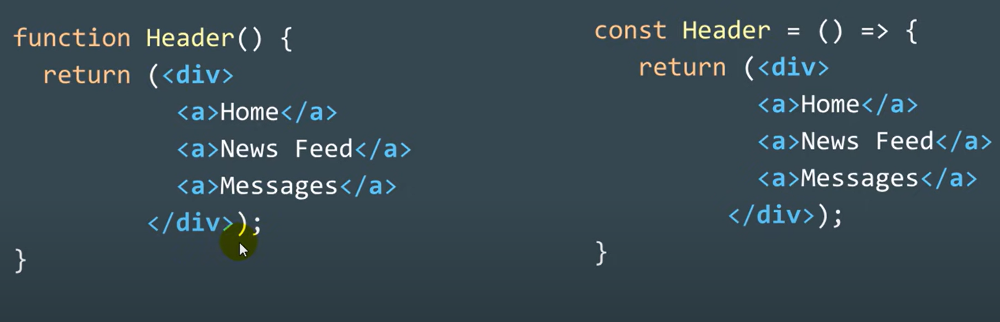 function Header() {
  return (<div>
           <a>Home</a>
           <a>News Feed</a>
           <a>Messages</a>
         </div>);
}
const Header = () => {
   return (<div>
           <a>Home</a>
           <a>News Feed</a>
           <a>Messages</a>
         </div>);
}